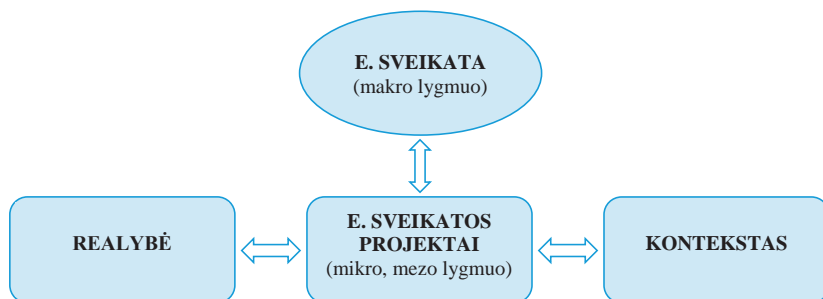 E. SVEIKATA
(makro lygmuo)
REALYBĖ
E. SVEIKATOS
PROJEKTAI
(mikro, mezo lygmuo)
KONTEKSTAS